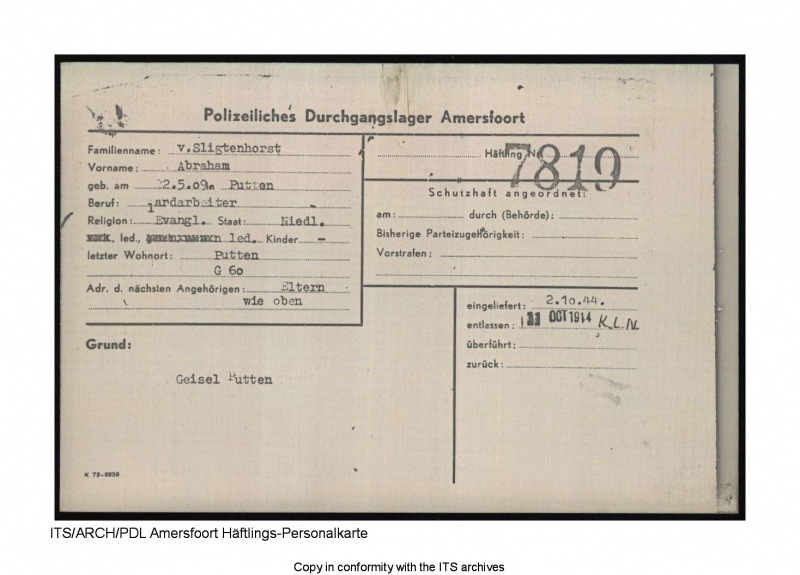 Polizeiliches Durchgangslager Amersfoort
Familienname: v.Sligtenhorst
Vorname: Abraham
geb. am 22.5.09 Putten
Beruf: ardarbeiter
Religion: Evangl. Staat: Niedl.
led., led. Kinder –
letzter Wohnort: Putten
G 60
Adr. d. nächsten Angehörigen: Eltern
wie oben
Grund:
Geisel Putten
K 75-9859
Häftling Nr. 7819
Schutzhaft angeordnet:
am: durch (Behörde):
Bisherige Parteizugehörigkeit:
Vorstrafen:
eingeliefert: 2.10.44.
entlassen: 11 OCT 1944 K.L.N.
überführt:
zurück:
ITS/ARCH/PDL Amersfoort Häftlings-Personalkarte
Copy in conformity with the ITS archives